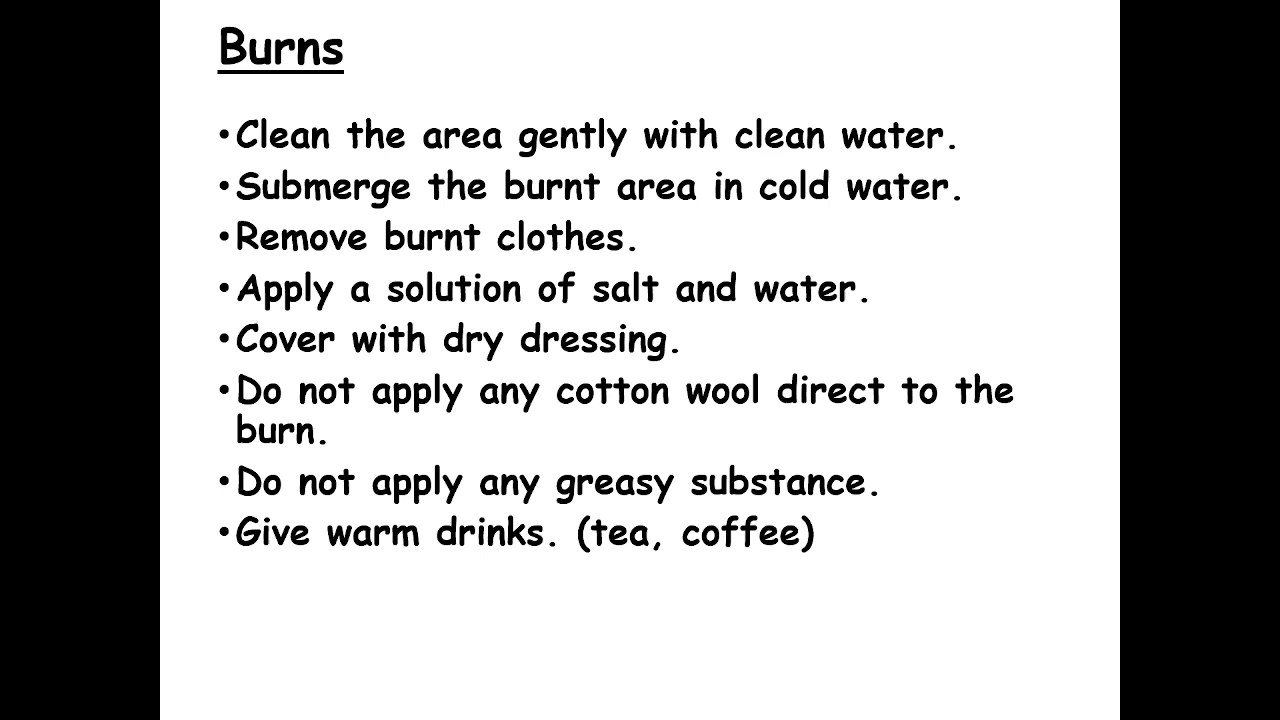 Burns
•Clean the area gently with clean water.
•Submerge the burnt area in cold water.
•Remove burnt clothes.
•Apply a solution of salt and water.
•Cover with dry dressing.
•Do not apply any cotton wool direct to the
burn.
•Do not apply any greasy substance.
•Give warm drinks. (tea, coffee)